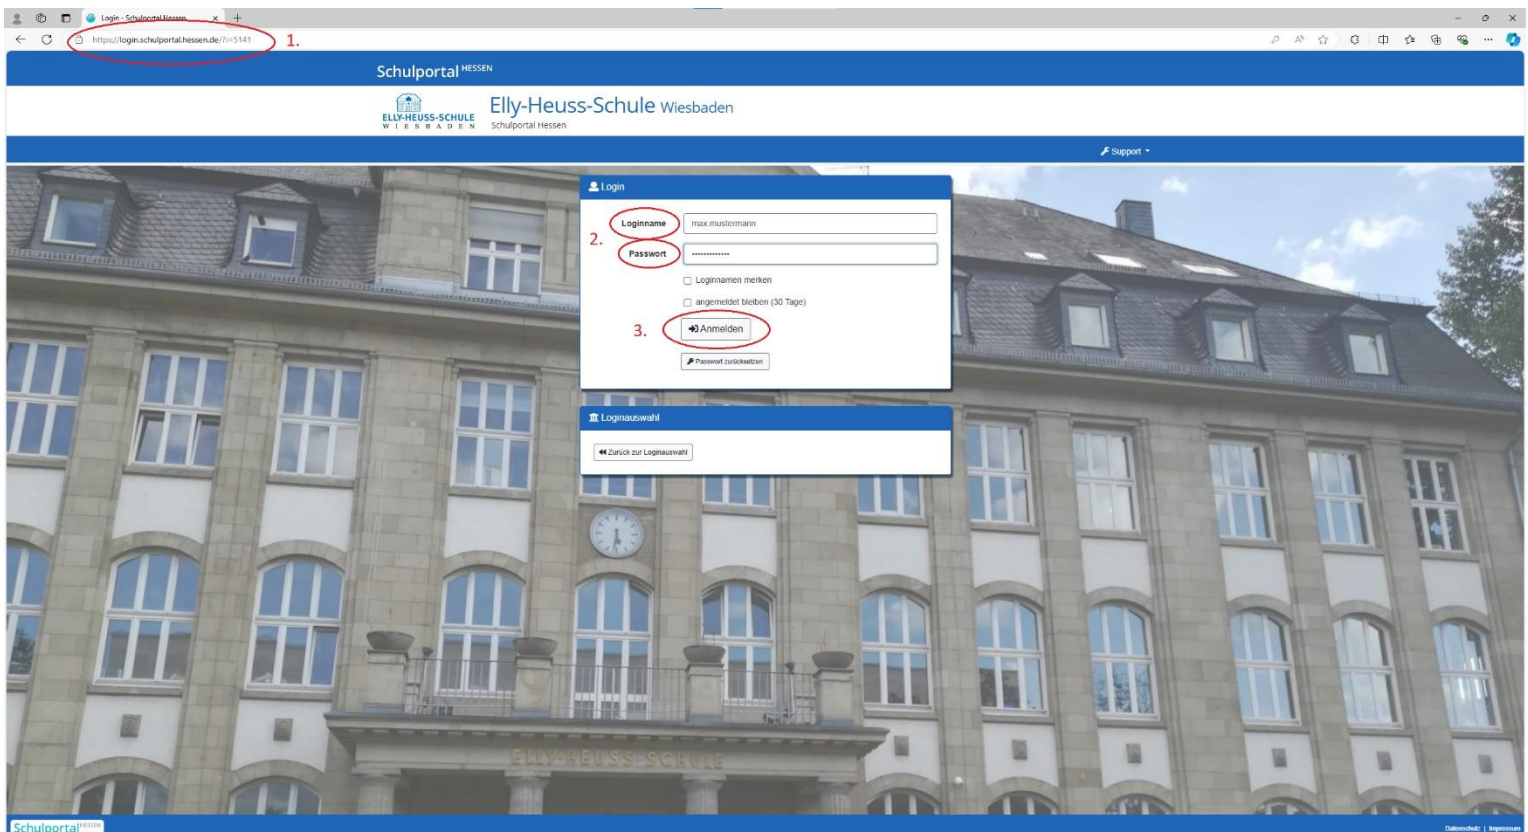 Login - Schulportal Hessen
https://login.schulportal.hessen.de/?i=5141
1.
Schulportal HESSEN
ELLY-HEUSS-SCHULE
WIESBADEN
Elly-Heuss-Schule Wiesbaden
Schulportal Hessen
Support
Login
2.
Loginname
max.mustermann
Passwort
.............
Loginnamen merken
angemeldet bleiben (30 Tage)
3.
Anmelden
Passwort zurücksetzen
Loginauswahl
Zurück zur Loginauswahl
ELLY-HEUSS-SCHULE
Schulportal HESSEN
Datenschutz | Impressum